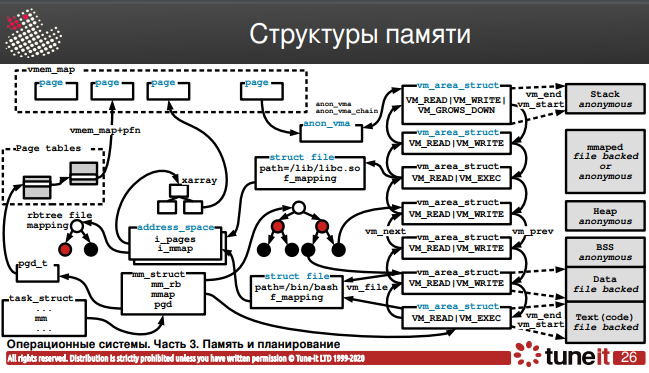 Структуры памяти
vmem_map
page
page
page
page
vmem_map+pfn
anon_vma
anon_vma_chain
anon_vma
Page tables
xarray
struct file
path=/lib/libc.so
f_mapping
rbtree file
mapping
address_space
i_pages
i_mmap
pgd_t
mm_struct
mm_rb
mmap
pgd
task_struct
...
mm
...
struct file
path=/bin/bash
f_mapping
vm_file
vm_area_struct
VM_READ|VM_WRITE|
VM_GROWS_DOWN
vm_area_struct
VM_READ|VM_WRITE
VM_READ|VM_EXEC
vm_area_struct
VM_READ|VM_WRITE
vm_next
vm_prev
vm_area_struct
VM_READ|VM_WRITE
vm_area_struct
VM_READ|VM_WRITE
vm_area_struct
VM_READ|VM_EXEC
vm_end
vm_start
vm_end
vm_start
Stack
anonymous
mmaped
file backed
or
anonymous
Heap
anonymous
BSS
anonymous
Data
file backed
Text(code)
file backed
Операционные системы. Часть 3. Память и планирование
All rights reserved. Distribution is strictly prohibited unless you have written permission © Tune-it LTD 1999-2020
tuneit
26